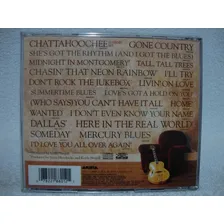 CHATTAHOOCHEE GONE COUNTRY
SHE'S GOT THE RHYTHM (AND I GOT THE BLUES)
MIDNIGHT IN MONTGOMERY TALL, TALL TREES
CHASIN' THAT NEON RAINBOW I'LL TRY
DON'T ROCK THE JUKEBOX LIVIN' ON LOVE
SUMMERTIME BLUES LOVE'S GOT A HOLD ON YOU
(WHO SAYS) YOU CAN'T HAVE IT ALL HOME
WANTED I DON'T EVEN KNOW YOUR NAME
DALLAS HERE IN THE REAL WORLD
SOMEDAY MERCURY BLUES
I'D LOVE YOU ALL OVER AGAIN